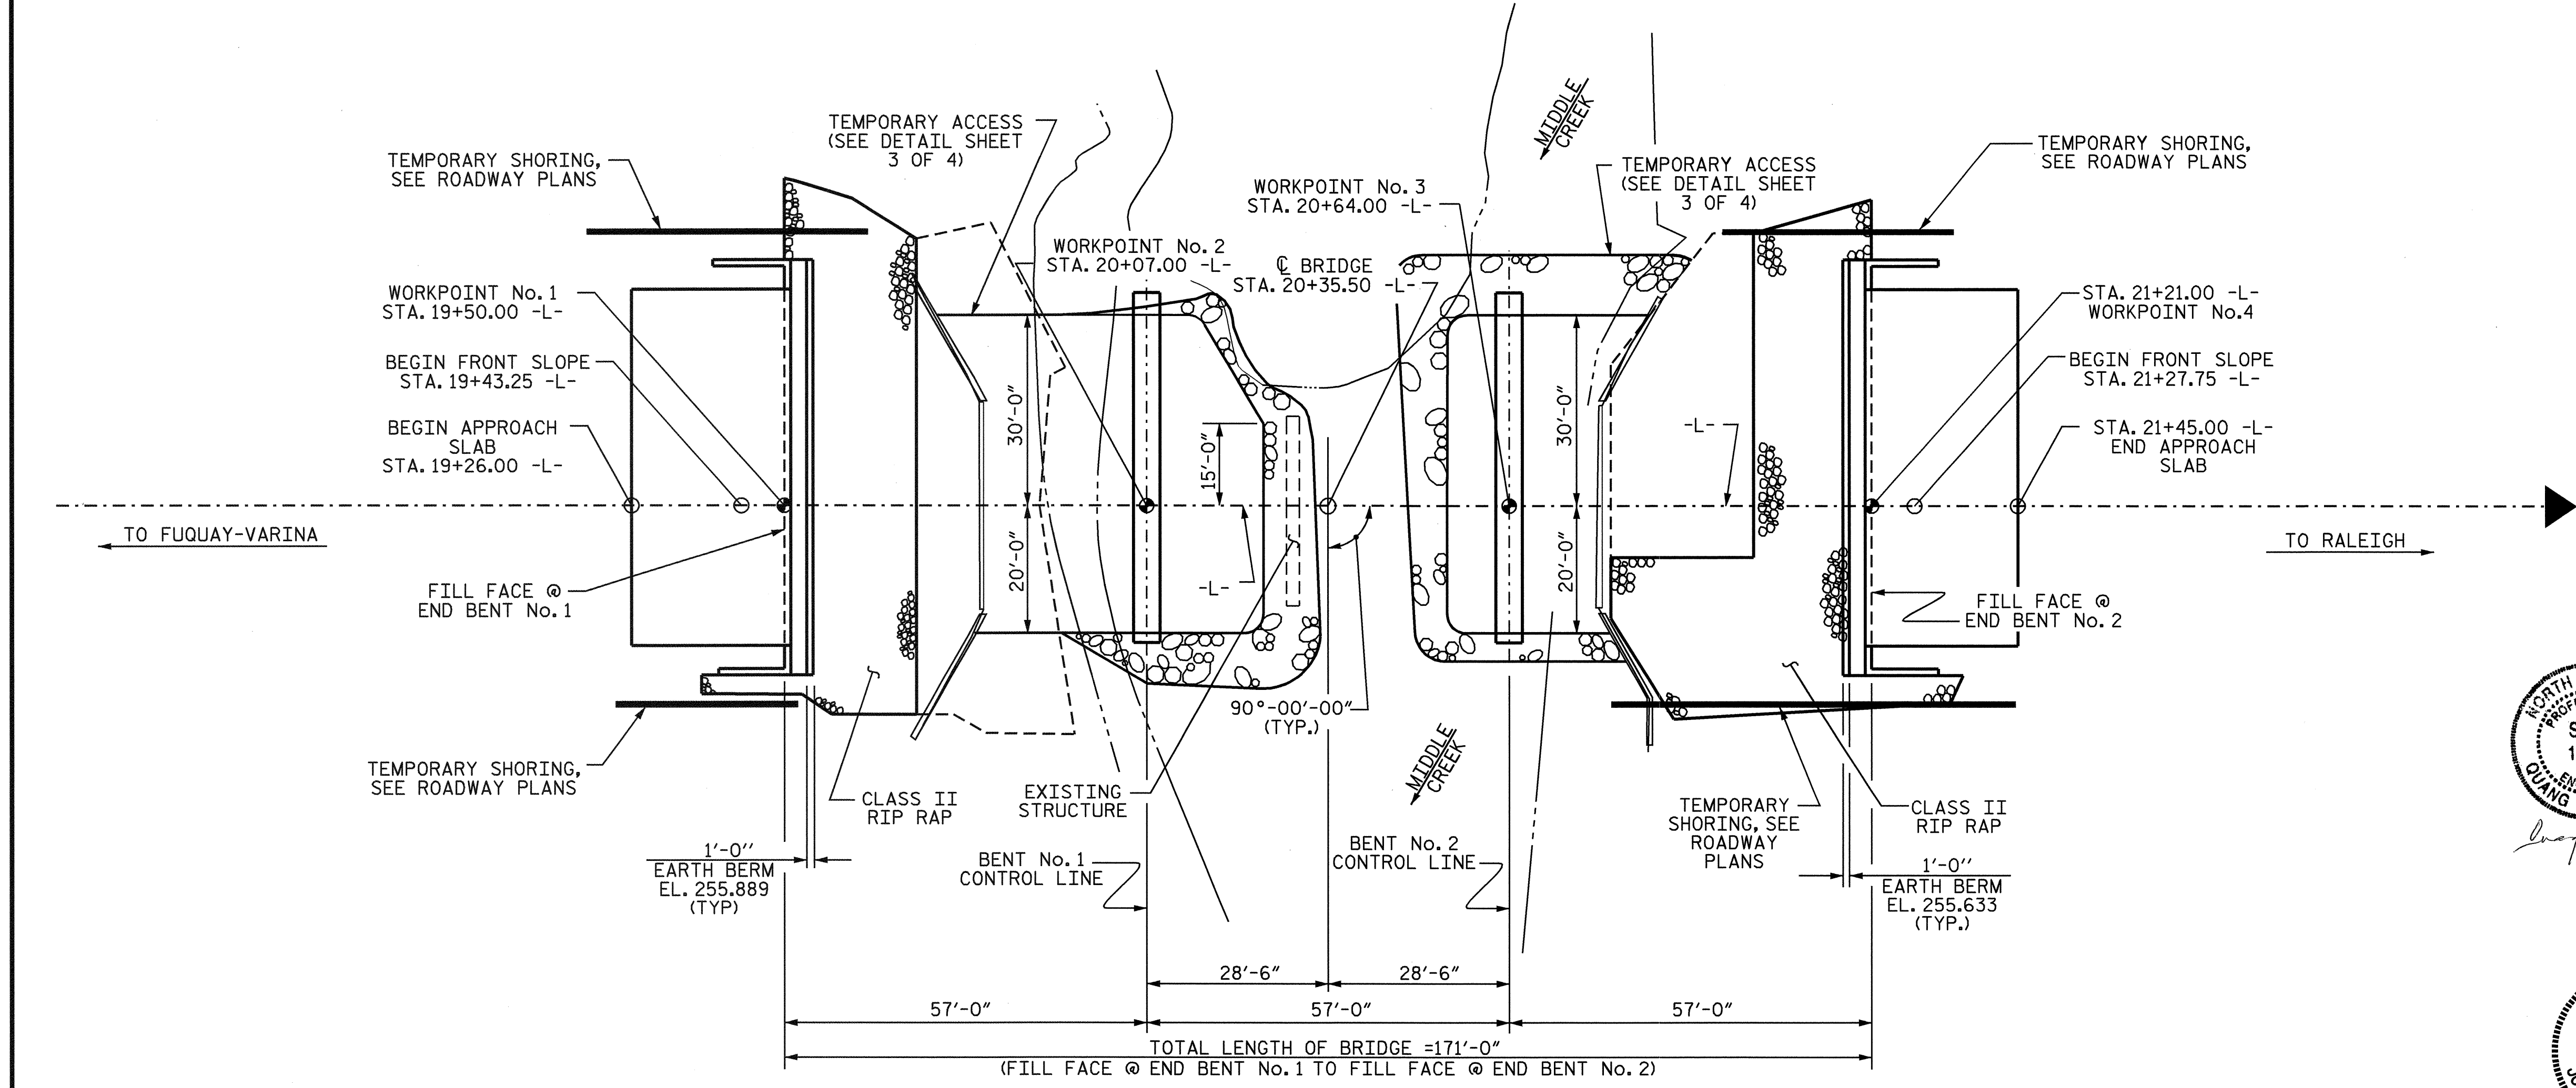 TEMPORARY SHORING,
SEE ROADWAY PLANS
TEMPORARY ACCESS
(SEE DETAIL SHEET
3 OF 4)
MIDDLE
CREEK
TEMPORARY ACCESS
(SEE DETAIL SHEET
3 OF 4)
TEMPORARY SHORING,
SEE ROADWAY PLANS
WORKPOINT No. 3
STA. 20+64.00 -L-
WORKPOINT No. 2
STA. 20+07.00 -L-
℄ BRIDGE
STA. 20+35.50 -L-
WORKPOINT No. 1
STA. 19+50.00 -L-
BEGIN FRONT SLOPE
STA. 19+43.25 -L-
BEGIN APPROACH
SLAB
STA. 19+26.00 -L-
STA. 21+21.00 -L-
WORKPOINT No.4
BEGIN FRONT SLOPE
STA. 21+27.75 -L-
STA. 21+45.00 -L-
END APPROACH
SLAB
30'-0"
15'-0"
30'-0"
-L-
TO FUQUAY-VARINA
TO RALEIGH
20'-0"
-L-
20'-0"
FILL FACE @
END BENT No. 1
FILL FACE @
END BENT No. 2
90°-00'-00"
(TYP.)
MIDDLE
CREEK
TEMPORARY SHORING,
SEE ROADWAY PLANS
CLASS II
RIP RAP
EXISTING
STRUCTURE
TEMPORARY
SHORING, SEE
ROADWAY
PLANS
CLASS II
RIP RAP
1'-0''
EARTH BERM
EL. 255.889
(TYP)
BENT No. 1
CONTROL LINE
BENT No. 2
CONTROL LINE
1'-0''
EARTH BERM
EL. 255.633
(TYP.)
28'-6"
28'-6"
57'-0"
57'-0"
57'-0"
TOTAL LENGTH OF BRIDGE =171'-0"
(FILL FACE @ END BENT No. 1 TO FILL FACE @ END BENT No. 2)
NORTH
QUANG